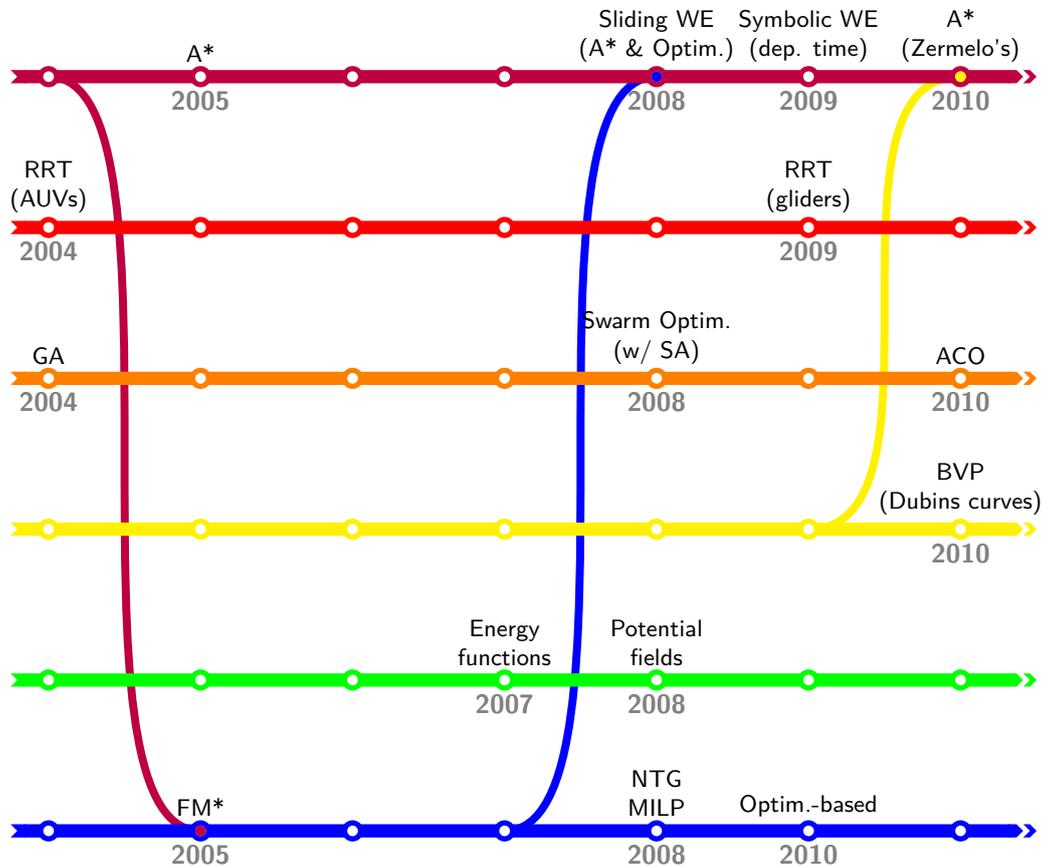 A*
2005
Sliding WE
(A* & Optim.)
2008
Symbolic WE
(dep. time)
2009
A*
(Zermelo's)
2010
RRT
(AUVs)
2004
RRT
(gliders)
2009
GA
2004
Swarm Optim.
(w/ SA)
2008
ACO
2010
BVP
(Dubins curves)
2010
Energy
functions
2007
Potential
fields
2008
FM*
2005
NTG
MILP
2008
Optim.-based
2010